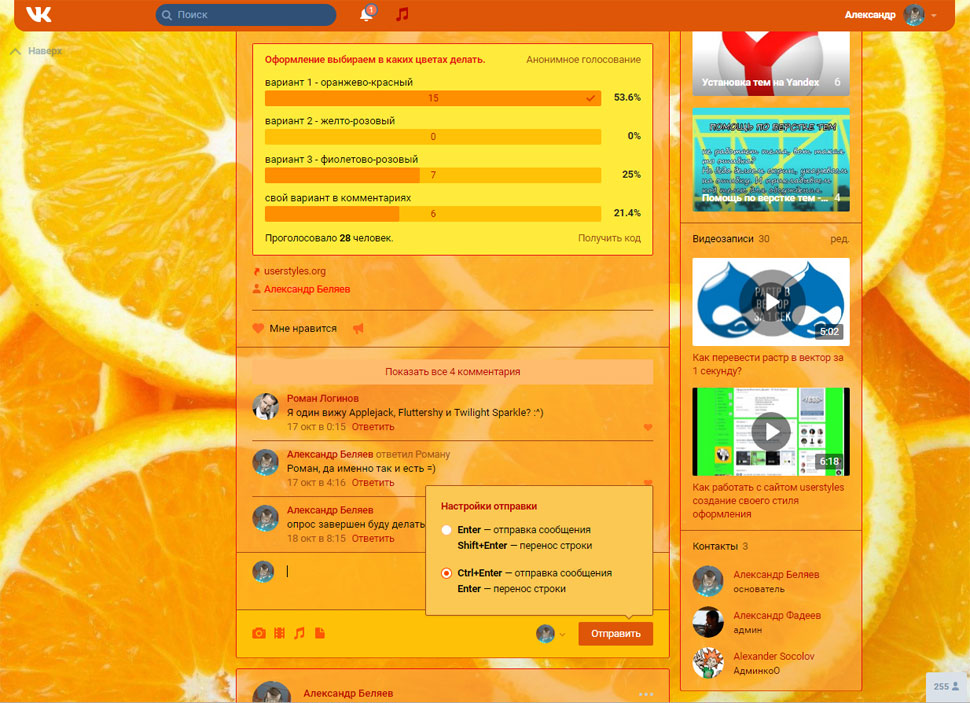 Поиск
1
Александр
Наверх
Оформление выбираем в каких цветах делать.
Анонимное голосование
вариант 1 - оранжево-красный
15
53.6%
вариант 2 - желто-розовый
0
0%
вариант 3 - фиолетово-розовый
7
25%
свой вариант в комментариях
6
21.4%
Проголосовало 28 человек.
Получить код
userstyles.org
Александр Беляев
Мне нравится
Показать все 4 комментария
Роман Логинов
Я один вижу Applejack, Fluttershy и Twilight Sparkle? :^)
17 окт в 0:15 Ответить
Александр Беляев ответил Роману
Роман, да именно так и есть =)
17 окт в 4:16 Ответить
Александр Беляев
опрос завершен буду делать
18 окт в 8:15 Ответить
Настройки отправки
Enter — отправка сообщения
Shift+Enter — перенос строки
Ctrl+Enter — отправка сообщения
Enter — перенос строки
Отправить
Александр Беляев
Установка тем на Yandex 6
ПОМОЩЬ ПО ВЕРСТКЕ ТЕМ
Помощь по верстке тем -... 4
Видеозаписи 30
ред.
РАСТР В
ВЕКТОР
ЗА 1 СЕК
5:02
Как перевести растр в вектор за
1 секунду?
6:18
Как работать с сайтом userstyles
создание своего стиля
оформления
Контакты 3
Александр Беляев
основатель
Александр Фадеев
админ
Alexander Socolov
АдминкоО
255